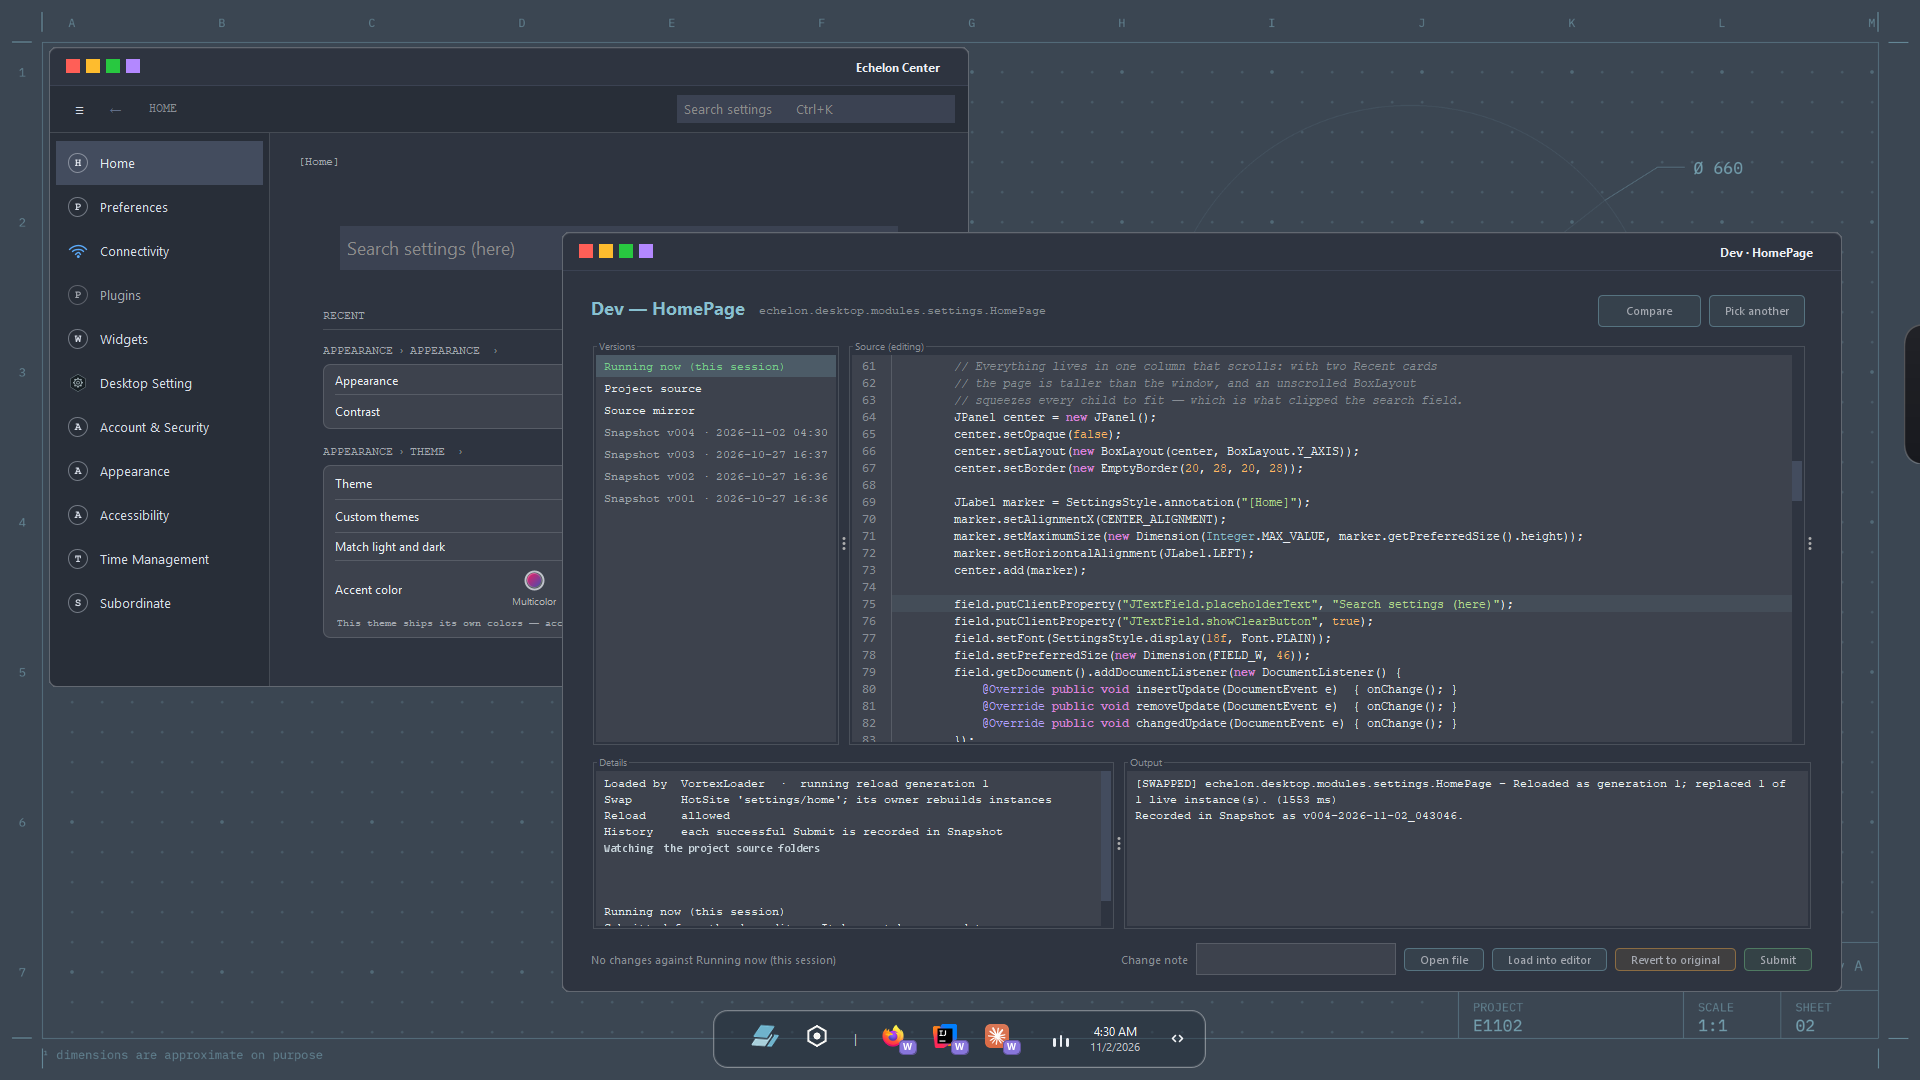 A B C D E F G H I J K L M
1
2
3
4
5
6
7
Echelon Center
☰ ← HOME
Search settings Ctrl+K
H Home
P Preferences
Connectivity
P Plugins
W Widgets
Desktop Setting
A Account & Security
A Appearance
A Accessibility
T Time Management
S Subordinate
[Home]
Search settings (here)
RECENT
APPEARANCE › APPEARANCE ›
Appearance
Contrast
APPEARANCE › THEME ›
Theme
Custom themes
Match light and dark
Accent color
Multicolor
This theme ships its own colors — acc
Ø 660
Dev · HomePage
Dev — HomePage echelon.desktop.modules.settings.HomePage
Compare
Pick another
Versions
Running now (this session)
Project source
Source mirror
Snapshot v004 · 2026-11-02 04:30
Snapshot v003 · 2026-10-27 16:37
Snapshot v002 · 2026-10-27 16:36
Snapshot v001 · 2026-10-27 16:36
Source (editing)
61 // Everything lives in one column that scrolls: with two Recent cards
62 // the page is taller than the window, and an unscrolled BoxLayout
63 // squeezes every child to fit — which is what clipped the search field.
64 JPanel center = new JPanel();
65 center.setOpaque(false);
66 center.setLayout(new BoxLayout(center, BoxLayout.Y_AXIS));
67 center.setBorder(new EmptyBorder(20, 28, 20, 28));
68
69 JLabel marker = SettingsStyle.annotation("[Home]");
70 marker.setAlignmentX(CENTER_ALIGNMENT);
71 marker.setMaximumSize(new Dimension(Integer.MAX_VALUE, marker.getPreferredSize().height));
72 marker.setHorizontalAlignment(JLabel.LEFT);
73 center.add(marker);
74
75 field.putClientProperty("JTextField.placeholderText", "Search settings (here)");
76 field.putClientProperty("JTextField.showClearButton", true);
77 field.setFont(SettingsStyle.display(18f, Font.PLAIN));
78 field.setPreferredSize(new Dimension(FIELD_W, 46));
79 field.getDocument().addDocumentListener(new DocumentListener() {
80 @Override public void insertUpdate(DocumentEvent e) { onChange(); }
81 @Override public void removeUpdate(DocumentEvent e) { onChange(); }
82 @Override public void changedUpdate(DocumentEvent e) { onChange(); }
83 });
Details
Loaded by VortexLoader · running reload generation 1
Swap HotSite 'settings/home'; its owner rebuilds instances
Reload allowed
History each successful Submit is recorded in Snapshot
Watching the project source folders
Running now (this session)
Output
[SWAPPED] echelon.desktop.modules.settings.HomePage – Reloaded as generation 1; replaced 1 of
1 live instance(s). (1553 ms)
Recorded in Snapshot as v004-2026-11-02_043046.
No changes against Running now (this session)
Change note
Open file
Load into editor
Revert to original
Submit
A
PROJECT
E1102
SCALE
1:1
SHEET
02
dimensions are approximate on purpose
IJ
W
W
W
4:30 AM
11/2/2026